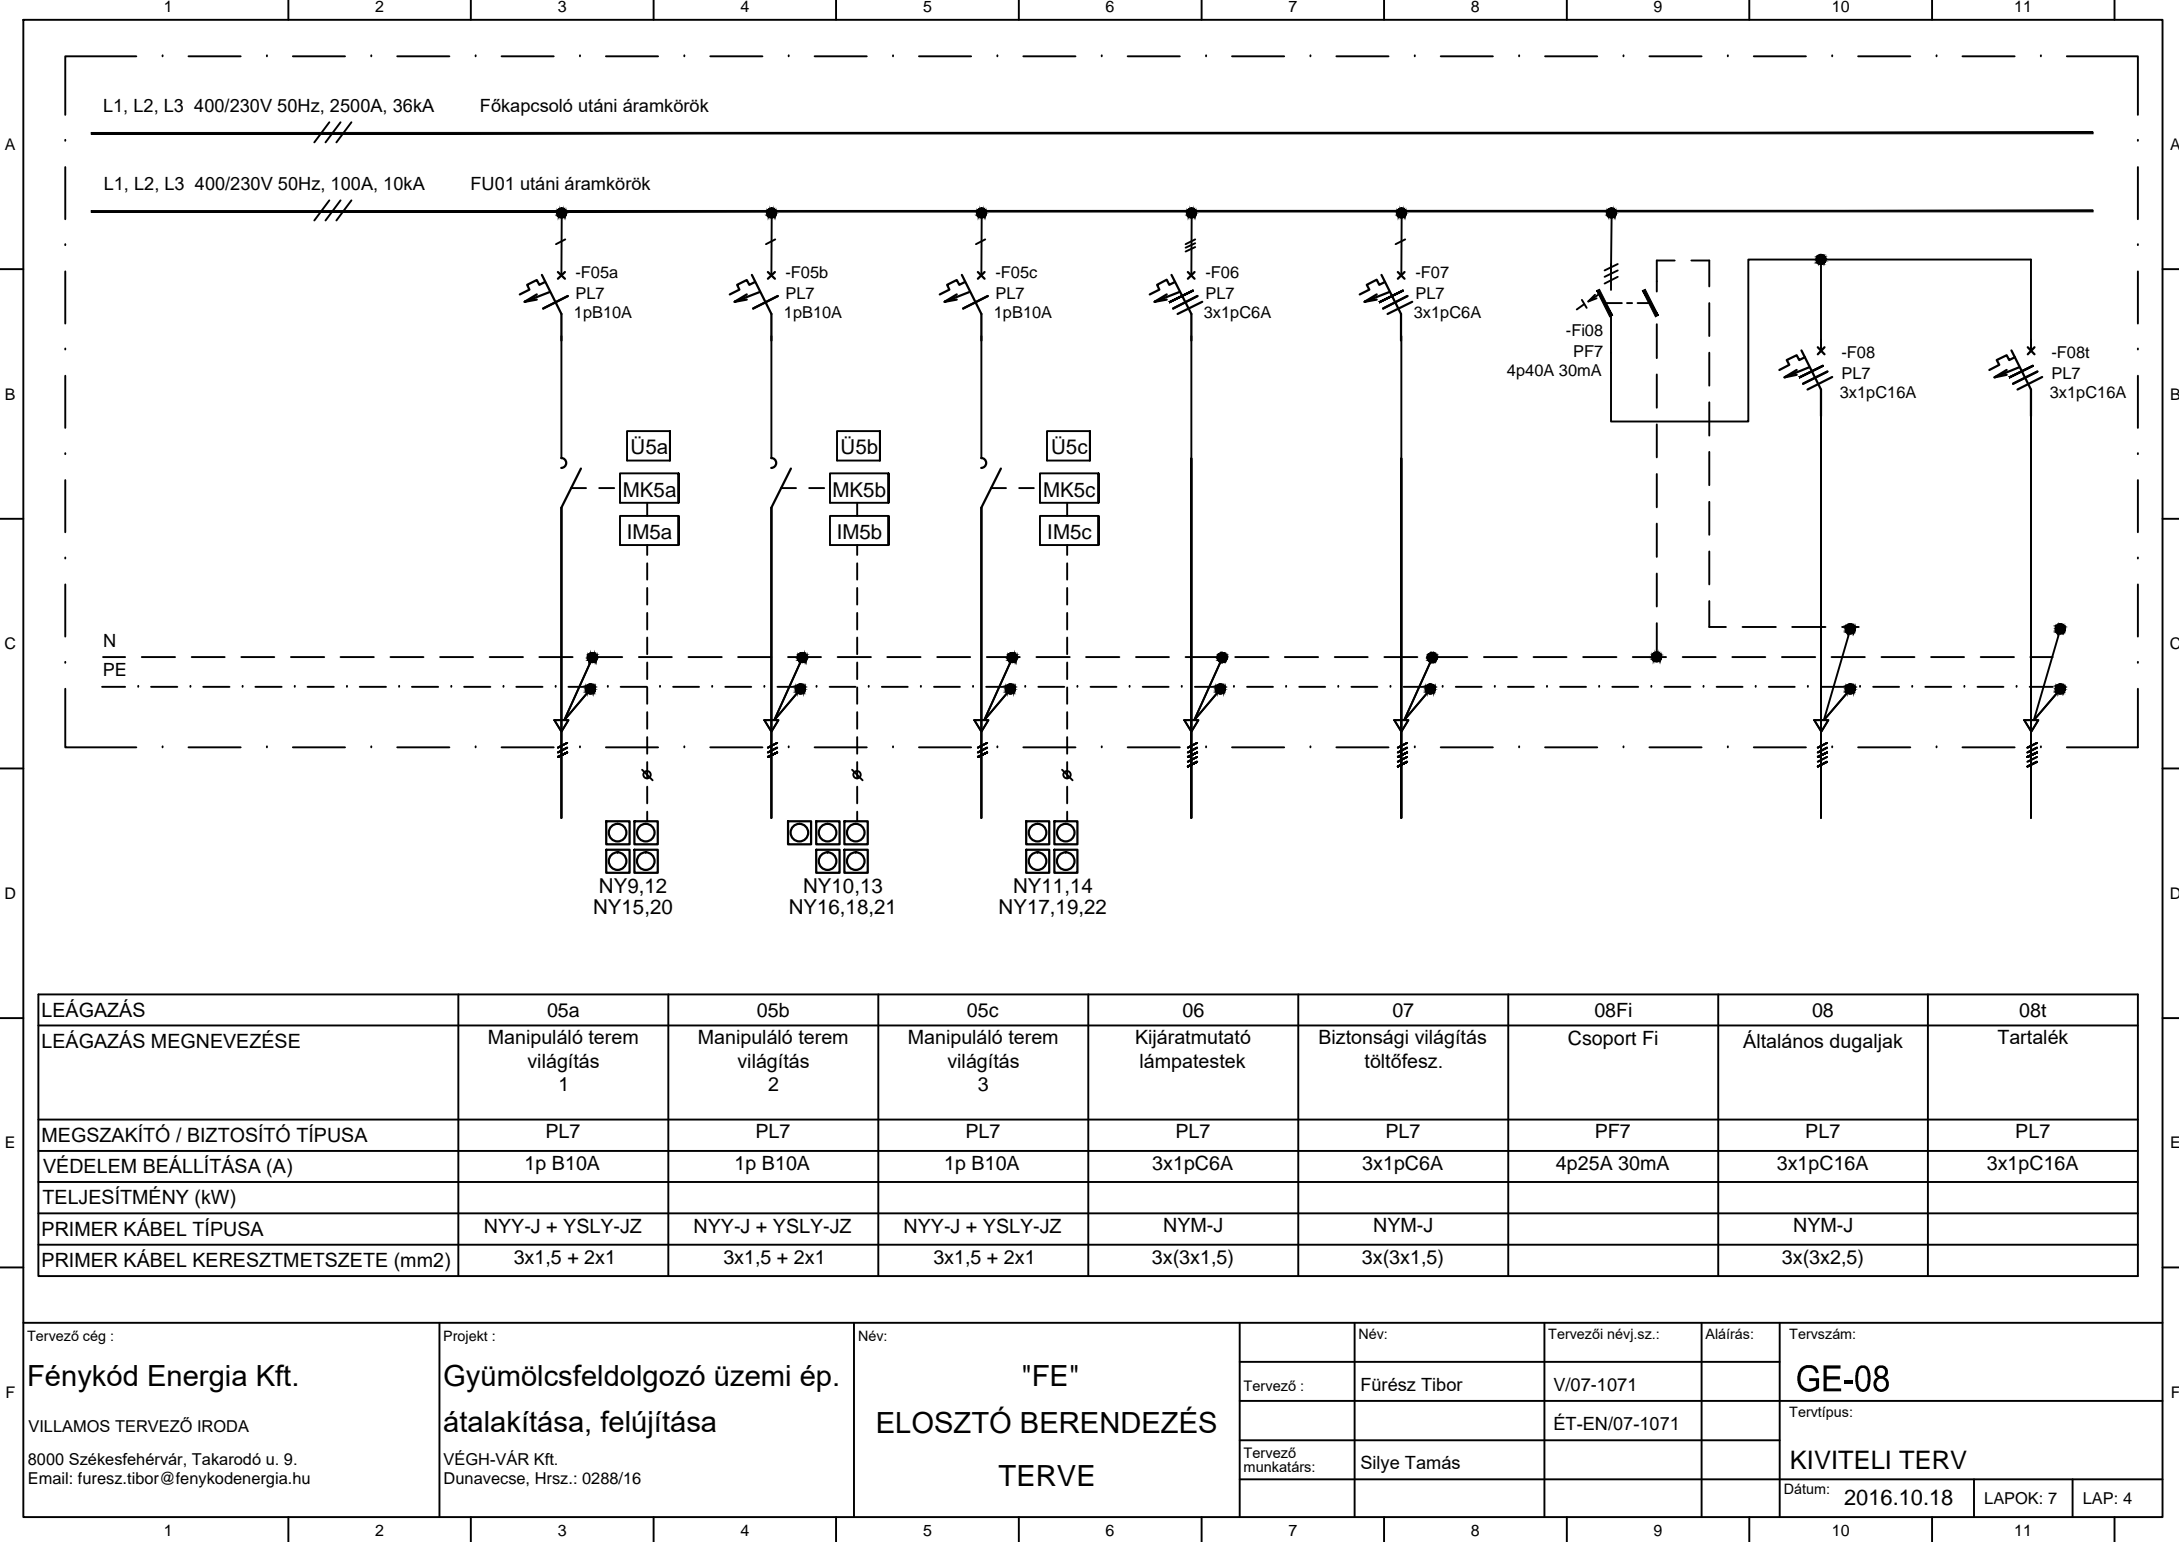 1 2 3 4 5 6 7 8 9 10 11
L1, L2, L3 400/230V 50Hz, 2500A, 36kA Főkapcsoló utáni áramkörök
A A
L1, L2, L3 400/230V 50Hz, 100A, 10kA FU01 utáni áramkörök
-F05a -F05b -F05c -F06 -F07
PL7 PL7 PL7 PL7 PL7
1pB10A 1pB10A 1pB10A 3x1pC6A 3x1pC6A
-Fi08
PF7
4p40A 30mA
-F08 -F08t
PL7 PL7
3x1pC16A 3x1pC16A
B B
Ü5a Ü5b Ü5c
MK5a MK5b MK5c
IM5a IM5b IM5c
C C
N
PE
NY9,12 NY10,13 NY11,14
NY15,20 NY16,18,21 NY17,19,22
D D
LEÁGAZÁS 05a 05b 05c 06 07 08Fi 08 08t
LEÁGAZÁS MEGNEVEZÉSE Manipuláló terem Manipuláló terem Manipuláló terem Kijáratmutató Biztonsági világítás Csoport Fi Általános dugaljak Tartalék
világítás világítás világítás lámpatestek töltőfesz.
1 2 3
E E
MEGSZAKÍTÓ / BIZTOSÍTÓ TÍPUSA PL7 PL7 PL7 PL7 PL7 PF7 PL7 PL7
VÉDELEM BEÁLLÍTÁSA (A) 1p B10A 1p B10A 1p B10A 3x1pC6A 3x1pC6A 4p25A 30mA 3x1pC16A 3x1pC16A
TELJESÍTMÉNY (kW)
PRIMER KÁBEL TÍPUSA NYY-J + YSLY-JZ NYY-J + YSLY-JZ NYY-J + YSLY-JZ NYM-J NYM-J NYM-J
PRIMER KÁBEL KERESZTMETSZETE (mm2) 3x1,5 + 2x1 3x1,5 + 2x1 3x1,5 + 2x1 3x(3x1,5) 3x(3x1,5) 3x(3x2,5)
Tervező cég :
Fénykód Energia Kft.
VILLAMOS TERVEZŐ IRODA
8000 Székesfehérvár, Takarodó u. 9.
Email: furesz.tibor@fenykodenergia.hu
Projekt :
Gyümölcsfeldolgozó üzemi ép.
átalakítása, felújítása
VÉGH-VÁR Kft.
Dunavecse, Hrsz.: 0288/16
Név:
"FE"
ELOSZTÓ BERENDEZÉS
TERVE
Név: Tervezői névj.sz.: Aláírás:
Tervező : Fürész Tibor V/07-1071
ÉT-EN/07-1071
Tervező
munkatárs: Silye Tamás
Tervszám:
GE-08
Tervtípus:
KIVITELI TERV
Dátum: 2016.10.18 LAPOK: 7 LAP: 4
F F
1 2 3 4 5 6 7 8 9 10 11